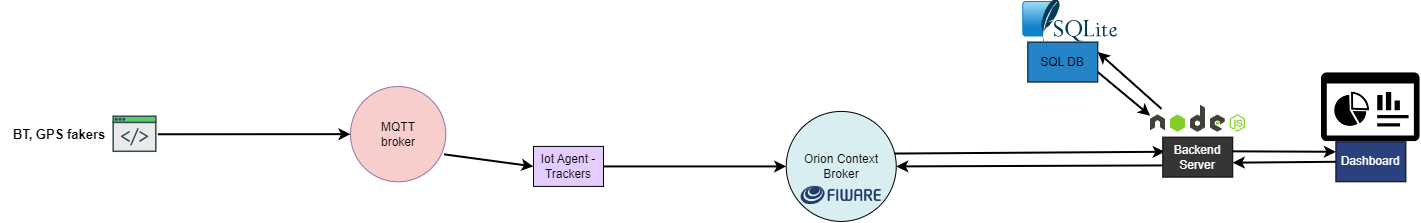 BT, GPS fakers
</>
MQTT
broker
Iot Agent -
Trackers
Orion Context
Broker
FIWARE
SQLite
SQL DB
node
JS
Backend
Server
Dashboard